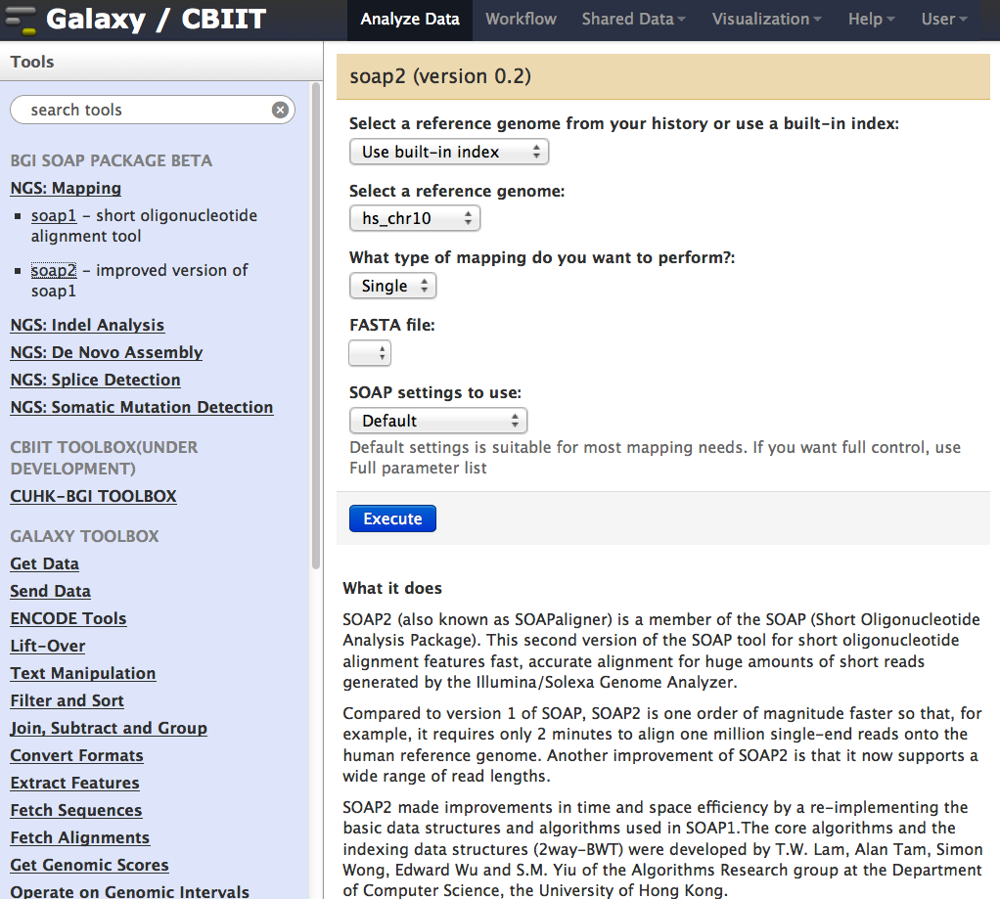 Galaxy / CBIIT
Analyze Data
Workflow
Shared Data
Visualization
Help
User
Tools
search tools
BGI SOAP PACKAGE BETA
NGS: Mapping
soap1 - short oligonucleotide
alignment tool
soap2 - improved version of
soap1
NGS: Indel Analysis
NGS: De Novo Assembly
NGS: Splice Detection
NGS: Somatic Mutation Detection
CBIIT TOOLBOX(UNDER
DEVELOPMENT)
CUHK-BGI TOOLBOX
GALAXY TOOLBOX
Get Data
Send Data
ENCODE Tools
Lift-Over
Text Manipulation
Filter and Sort
Join, Subtract and Group
Convert Formats
Extract Features
Fetch Sequences
Fetch Alignments
Get Genomic Scores
Operate on Genomic Intervals
soap2 (version 0.2)
Select a reference genome from your history or use a built-in index:
Use built-in index
Select a reference genome:
hs_chr10
What type of mapping do you want to perform?:
Single
FASTA file:
SOAP settings to use:
Default
Default settings is suitable for most mapping needs. If you want full control, use
Full parameter list
Execute
What it does
SOAP2 (also known as SOAPaligner) is a member of the SOAP (Short Oligonucleotide
Analysis Package). This second version of the SOAP tool for short oligonucleotide
alignment features fast, accurate alignment for huge amounts of short reads
generated by the Illumina/Solexa Genome Analyzer.
Compared to version 1 of SOAP, SOAP2 is one order of magnitude faster so that, for
example, it requires only 2 minutes to align one million single-end reads onto the
human reference genome. Another improvement of SOAP2 is that it now supports a
wide range of read lengths.
SOAP2 made improvements in time and space efficiency by a re-implementing the
basic data structures and algorithms used in SOAP1.The core algorithms and the
indexing data structures (2way-BWT) were developed by T.W. Lam, Alan Tam, Simon
Wong, Edward Wu and S.M. Yiu of the Algorithms Research group at the Department
of Computer Science, the University of Hong Kong.